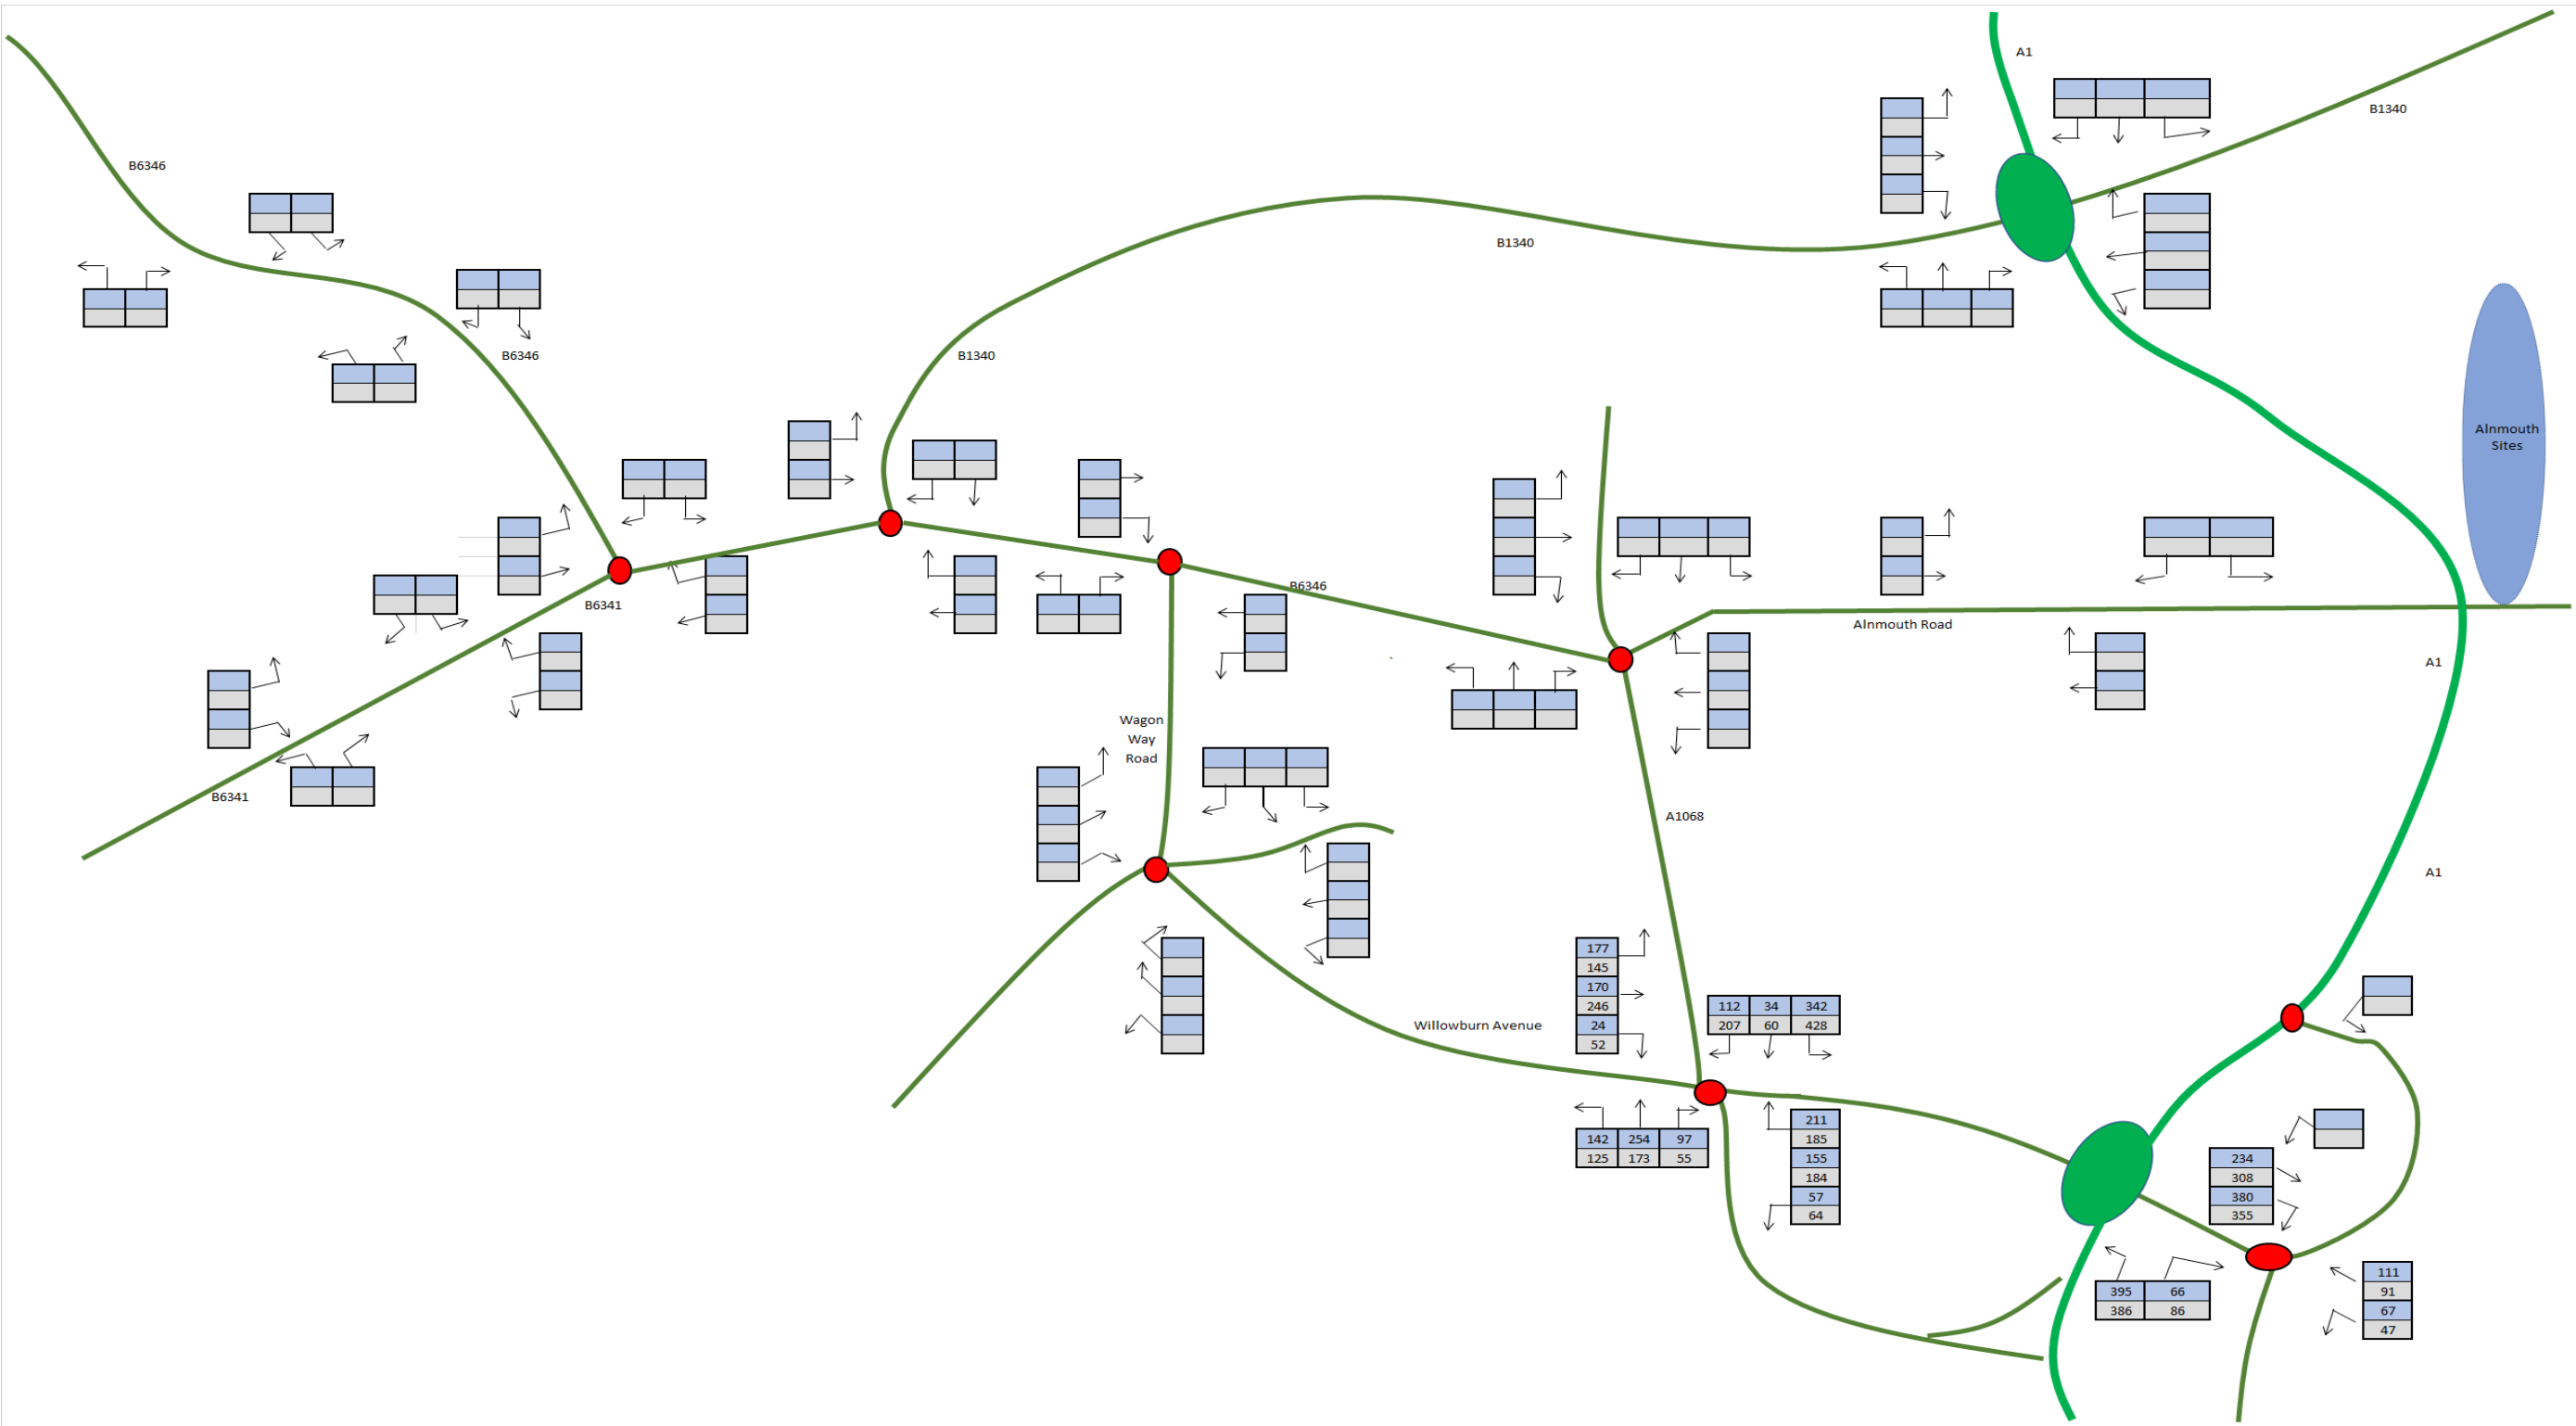 A1
B1340
B6346
B1340
B6346
B1340
Alnmouth
Sites
B6346
B6341
Alnmouth Road
A1
Wagon
Way
Road
B6341
A1068
A1
177
145
170
246
24
52
112 34 342
207 60 428
Willowburn Avenue
142 254 97
125 173 55
211
185
155
184
57
64
234
308
380
355
395 66
386 86
111
91
67
47